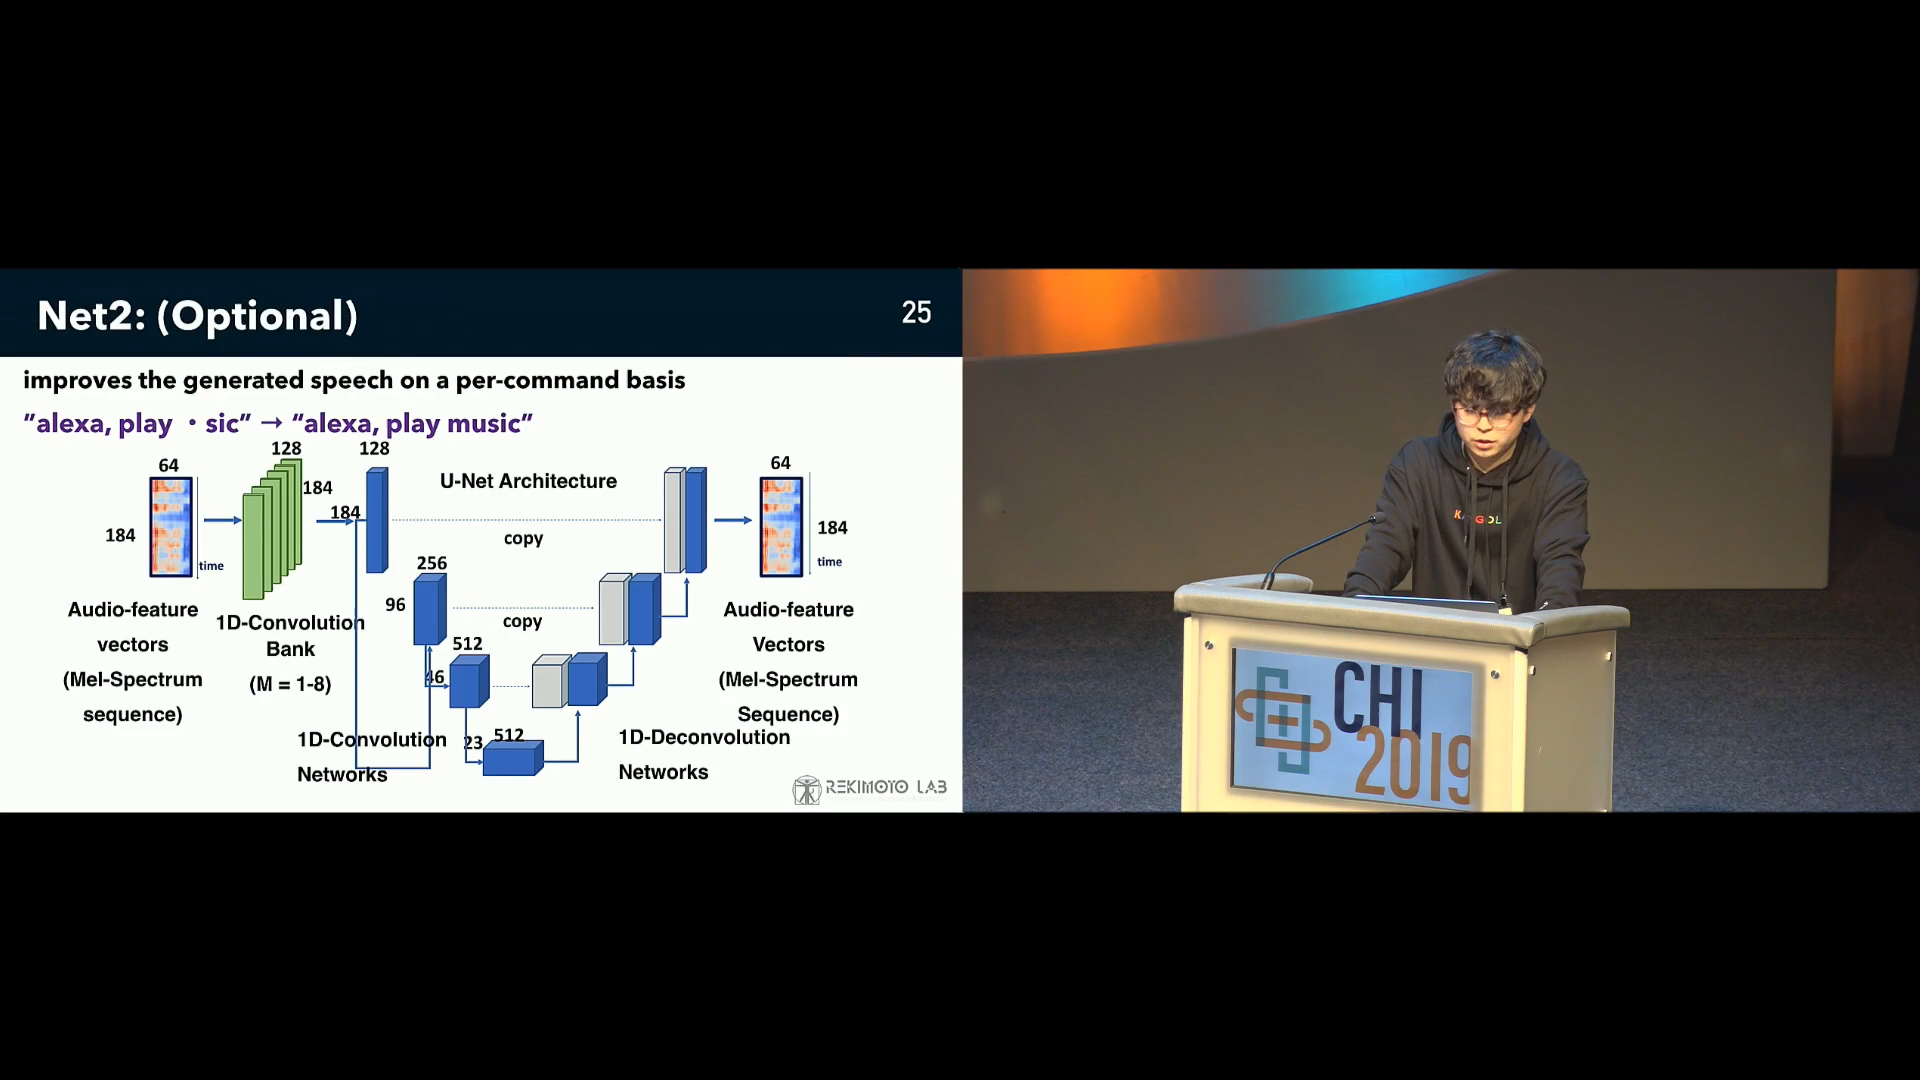 Net2: (Optional)
25
improves the generated speech on a per-command basis
”alexa, play ・sic” → “alexa, play music”
64
184
time
Audio-feature
vectors
(Mel-Spectrum
sequence)
128
184
1D-Convolution
Bank
(M = 1-8)
128
184
U-Net Architecture
copy
256
96
copy
512
46
23
512
1D-Convolution
Networks
1D-Deconvolution
Networks
64
184
time
Audio-feature
Vectors
(Mel-Spectrum
Sequence)
REKIMOTO LAB
CHI
2019